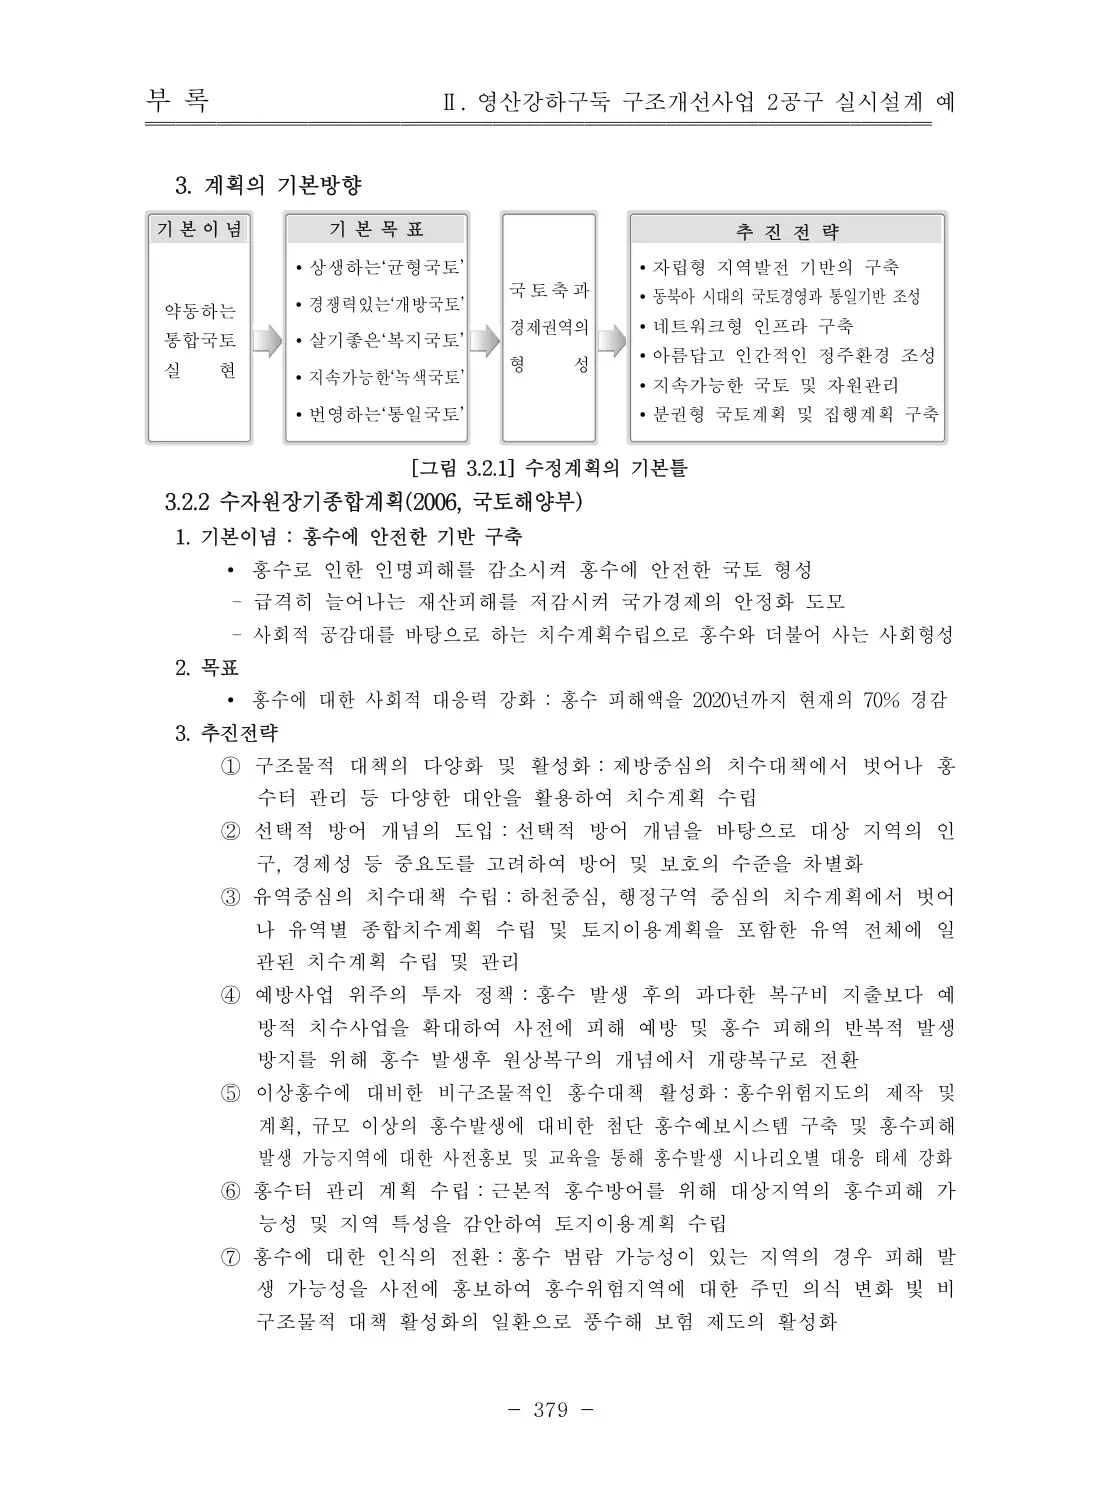 부 록
Ⅱ. 영산강하구둑 구조개선사업 2공구 실시설계 예
3. 계획의 기본방향
기 본 이 념
약동하는
통합국토
실 현
기 본 목 표
• 상생하는‘균형국토’
• 경쟁력있는‘개방국토’
• 살기좋은‘복지국토’
• 지속가능한‘녹색국토’
• 번영하는‘통일국토’
국토축과
경제권역의
형 성
추 진 전 략
• 자립형 지역발전 기반의 구축
• 동북아 시대의 국토경영과 통일기반 조성
• 네트워크형 인프라 구축
• 아름답고 인간적인 정주환경 조성
• 지속가능한 국토 및 자원관리
• 분권형 국토계획 및 집행계획 구축
[그림 3.2.1] 수정계획의 기본틀
3.2.2 수자원장기종합계획(2006, 국토해양부)
1. 기본이념 : 홍수에 안전한 기반 구축
• 홍수로 인한 인명피해를 감소시켜 홍수에 안전한 국토 형성
- 급격히 늘어나는 재산피해를 저감시켜 국가경제의 안정화 도모
- 사회적 공감대를 바탕으로 하는 치수계획수립으로 홍수와 더불어 사는 사회형성
2. 목표
• 홍수에 대한 사회적 대응력 강화 : 홍수 피해액을 2020년까지 현재의 70% 경감
3. 추진전략
① 구조물적 대책의 다양화 및 활성화 : 제방중심의 치수대책에서 벗어나 홍
수터 관리 등 다양한 대안을 활용하여 치수계획 수립
② 선택적 방어 개념의 도입 : 선택적 방어 개념을 바탕으로 대상 지역의 인
구, 경제성 등 중요도를 고려하여 방어 및 보호의 수준을 차별화
③ 유역중심의 치수대책 수립 : 하천중심, 행정구역 중심의 치수계획에서 벗어
나 유역별 종합치수계획 수립 및 토지이용계획을 포함한 유역 전체에 일
관된 치수계획 수립 및 관리
④ 예방사업 위주의 투자 정책 : 홍수 발생 후의 과다한 복구비 지출보다 예
방적 치수사업을 확대하여 사전에 피해 예방 및 홍수 피해의 반복적 발생
방지를 위해 홍수 발생후 원상복구의 개념에서 개량복구로 전환
⑤ 이상홍수에 대비한 비구조물적인 홍수대책 활성화 : 홍수위험지도의 제작 및
계획, 규모 이상의 홍수발생에 대비한 첨단 홍수예보시스템 구축 및 홍수피해
발생 가능지역에 대한 사전홍보 및 교육을 통해 홍수발생 시나리오별 대응 태세 강화
⑥ 홍수터 관리 계획 수립 : 근본적 홍수방어를 위해 대상지역의 홍수피해 가
능성 및 지역 특성을 감안하여 토지이용계획 수립
⑦ 홍수에 대한 인식의 전환 : 홍수 범람 가능성이 있는 지역의 경우 피해 발
생 가능성을 사전에 홍보하여 홍수위험지역에 대한 주민 의식 변화 빛 비
구조물적 대책 활성화의 일환으로 풍수해 보험 제도의 활성화
- 379 -